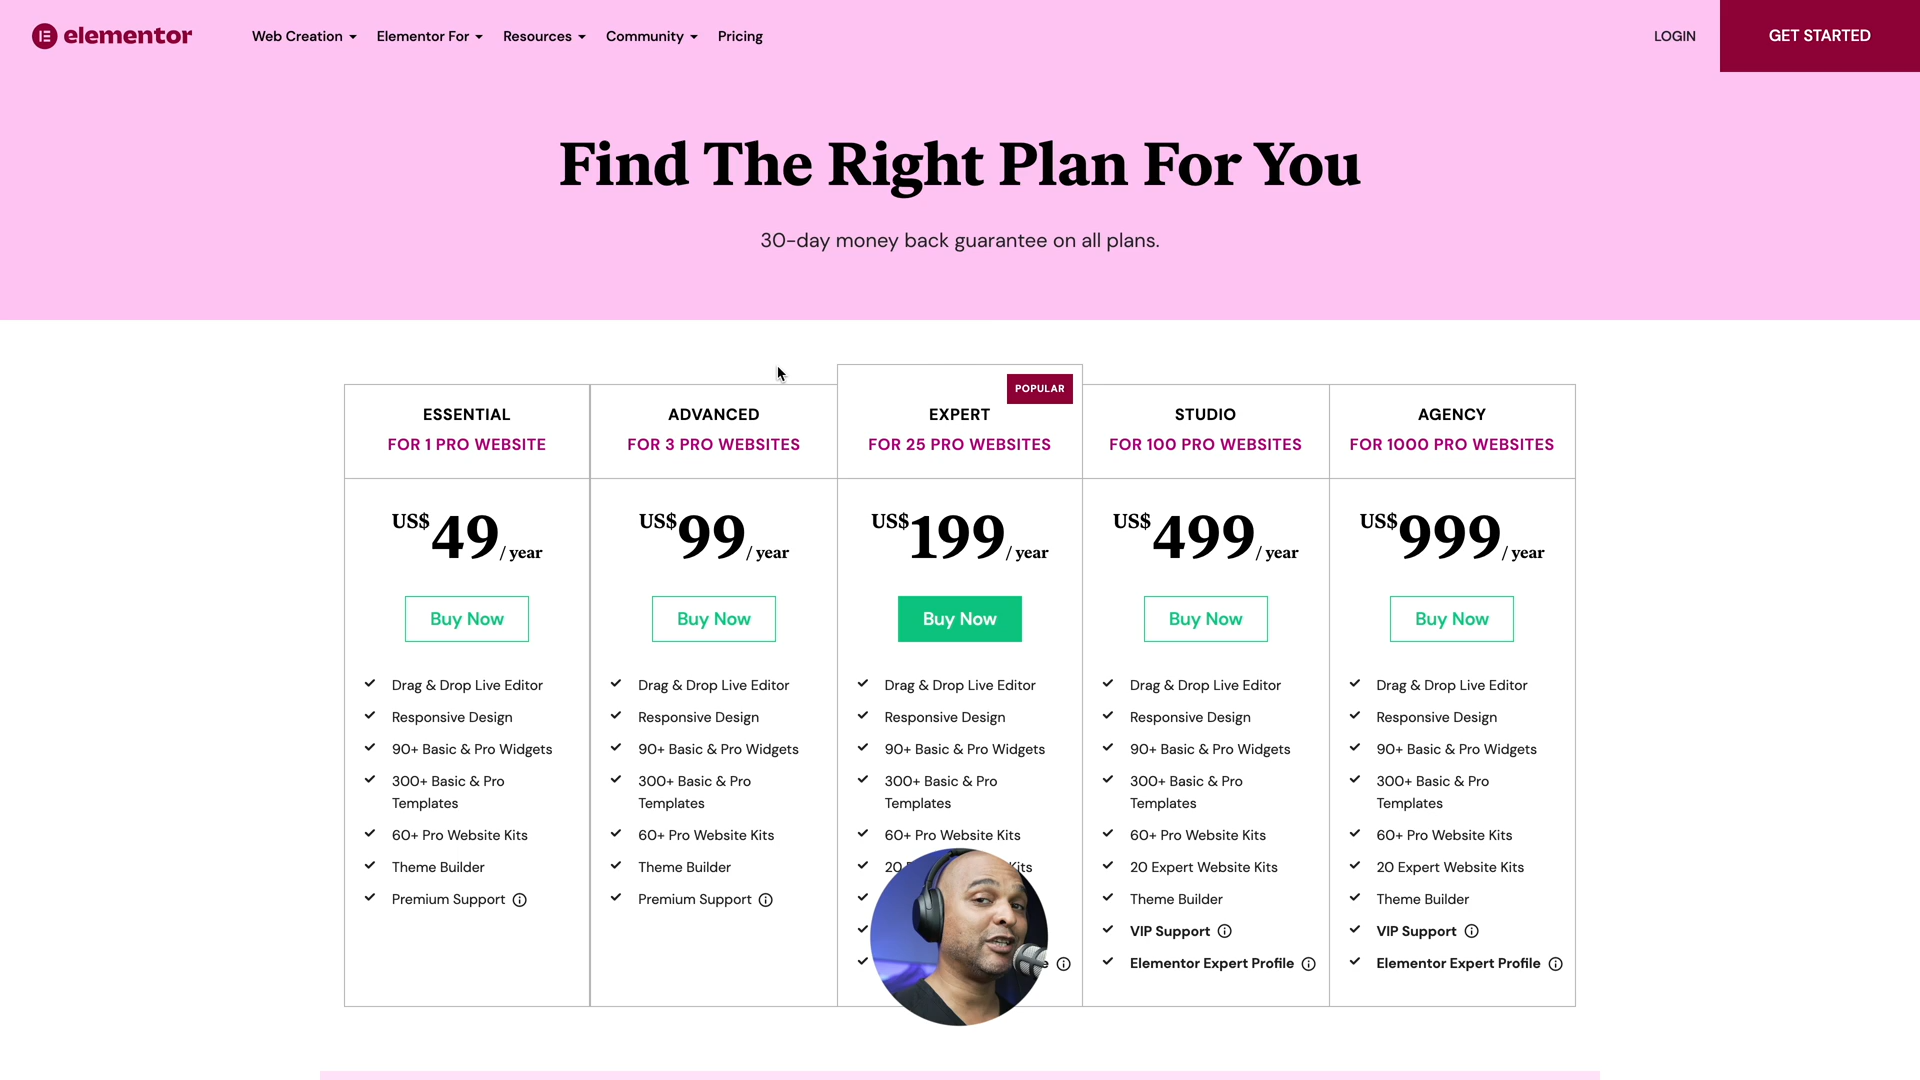 elementor
Web Creation
Elementor For
Resources
Community
Pricing
LOGIN
GET STARTED
Find The Right Plan For You
30-day money back guarantee on all plans.
ESSENTIAL
FOR 1 PRO WEBSITE
US$49/ year
Buy Now
Drag & Drop Live Editor
Responsive Design
90+ Basic & Pro Widgets
300+ Basic & Pro
Templates
60+ Pro Website Kits
Theme Builder
Premium Support
ADVANCED
FOR 3 PRO WEBSITES
US$99/ year
Buy Now
Drag & Drop Live Editor
Responsive Design
90+ Basic & Pro Widgets
300+ Basic & Pro
Templates
60+ Pro Website Kits
Theme Builder
Premium Support
POPULAR
EXPERT
FOR 25 PRO WEBSITES
US$199/ year
Buy Now
Drag & Drop Live Editor
Responsive Design
90+ Basic & Pro Widgets
300+ Basic & Pro
Templates
60+ Pro Website Kits
20 Kits
STUDIO
FOR 100 PRO WEBSITES
US$499/ year
Buy Now
Drag & Drop Live Editor
Responsive Design
90+ Basic & Pro Widgets
300+ Basic & Pro
Templates
60+ Pro Website Kits
20 Expert Website Kits
Theme Builder
VIP Support
Elementor Expert Profile
AGENCY
FOR 1000 PRO WEBSITES
US$999/ year
Buy Now
Drag & Drop Live Editor
Responsive Design
90+ Basic & Pro Widgets
300+ Basic & Pro
Templates
60+ Pro Website Kits
20 Expert Website Kits
Theme Builder
VIP Support
Elementor Expert Profile